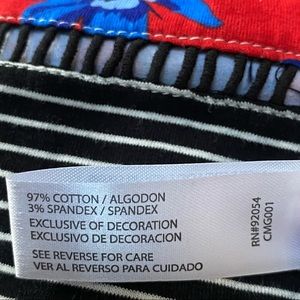 97% COTTON / ALGODON
3% SPANDEX / SPANDEX
EXCLUSIVE OF DECORATION
EXCLUSIVO DE DECORACION
SEE REVERSE FOR CARE
VER AL REVERSO PARA CUIDADO
RN#92054
CMG001